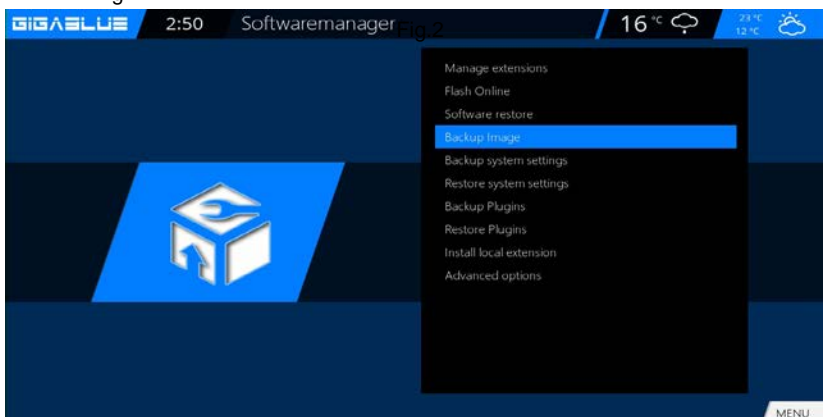 GIGABLUE 2:50 Softwaremanager Fig.2 16 °C 23 °C
12 °C
Manage extensions
Flash Online
Software restore
Backup Image
Backup system settings
Restore system settings
Backup Plugins
Restore Plugins
Install local extension
Advanced options
MENU